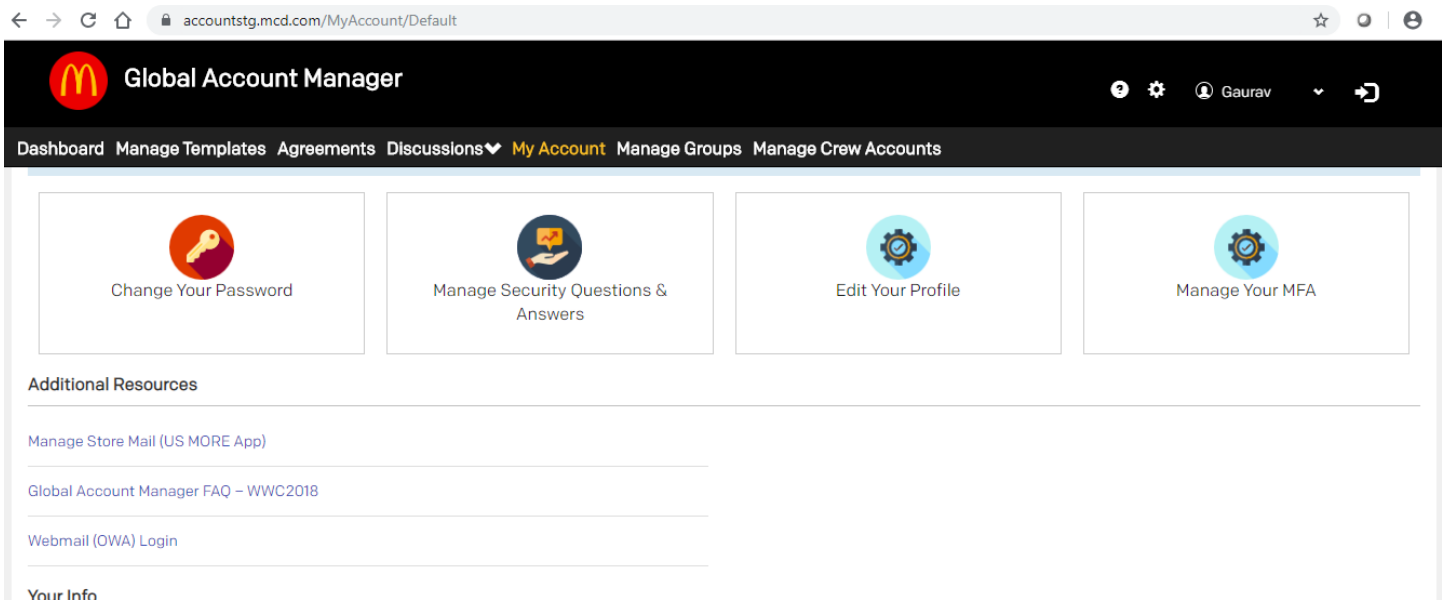 accountstg.mcd.com/MyAccount/Default
Global Account Manager
? Gaurav
Dashboard Manage Templates Agreements Discussions My Account Manage Groups Manage Crew Accounts
Change Your Password
Manage Security Questions &
Answers
Edit Your Profile
Manage Your MFA
Additional Resources
Manage Store Mail (US MORE App)
Global Account Manager FAQ – WWC2018
Webmail (OWA) Login
Your Info